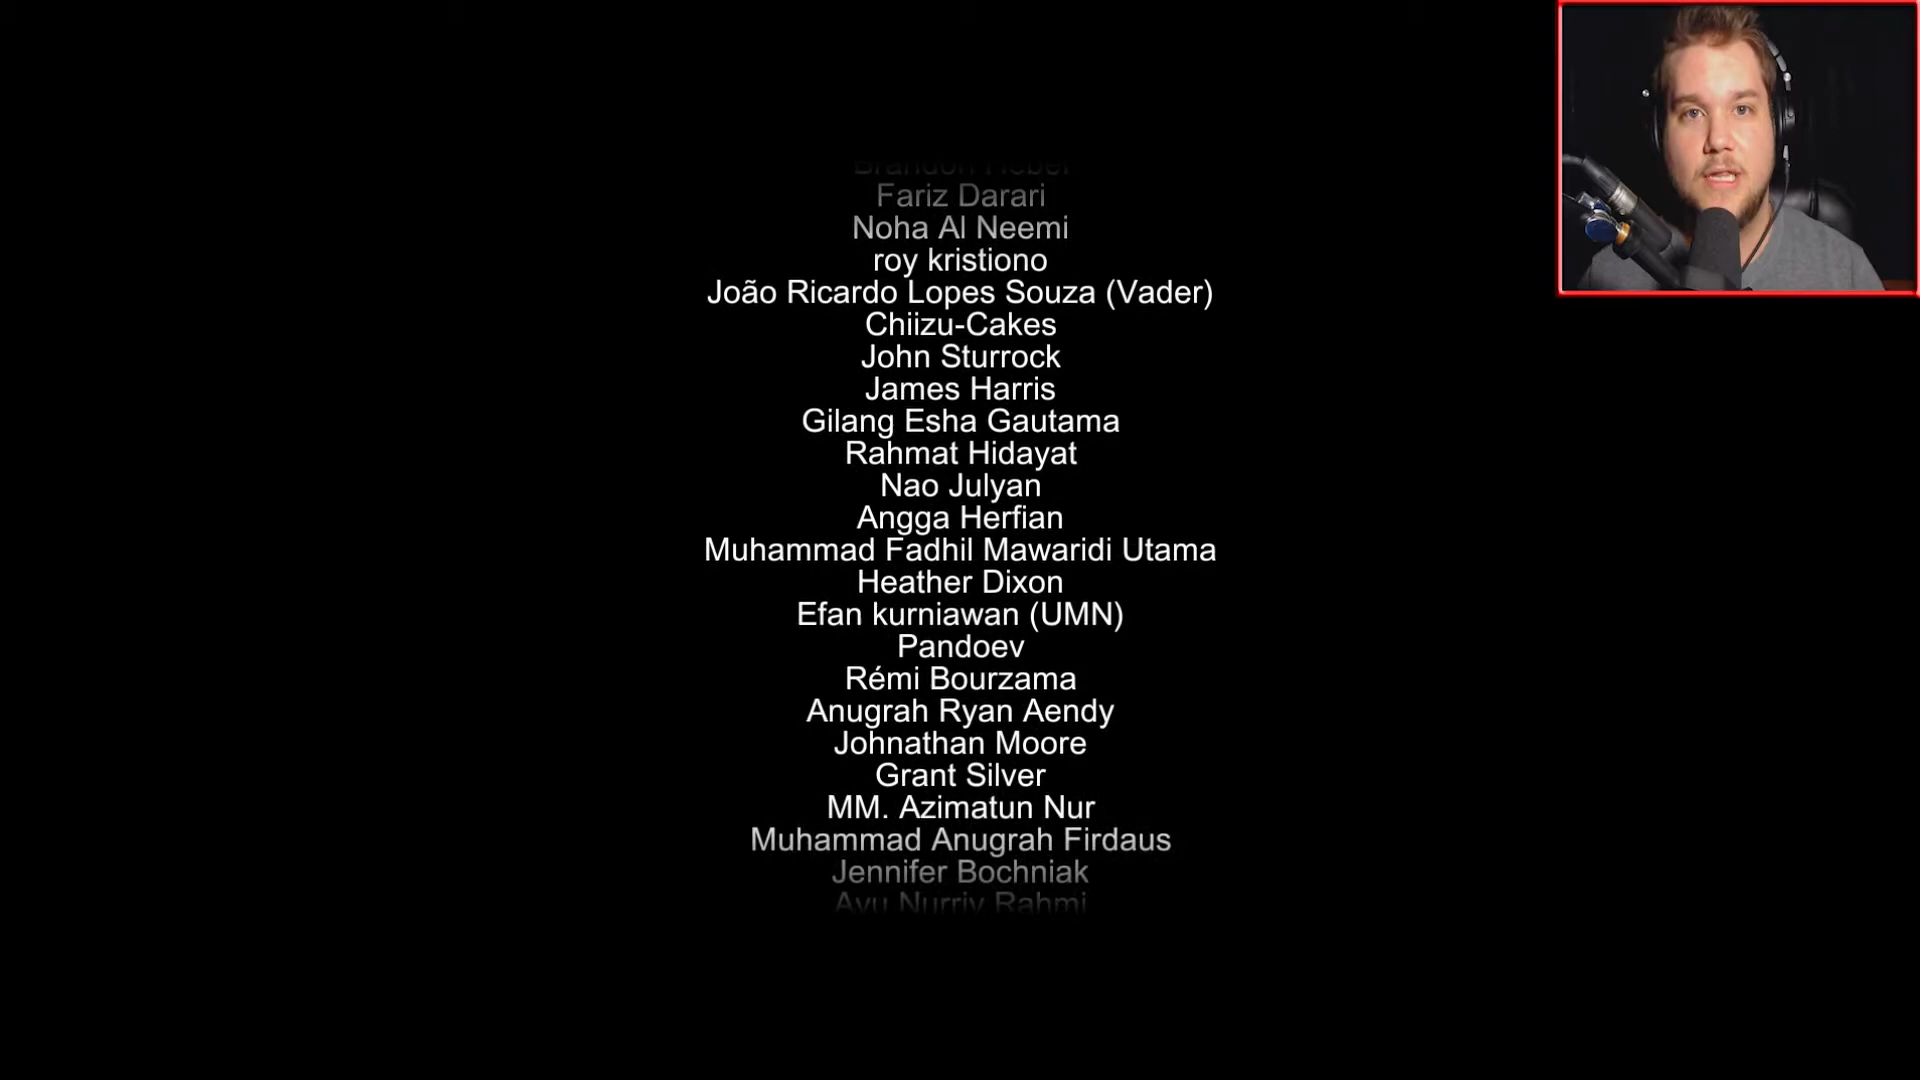 Fariz Darari
Noha Al Neemi
roy kristiono
João Ricardo Lopes Souza (Vader)
Chiizu-Cakes
John Sturrock
James Harris
Gilang Esha Gautama
Rahmat Hidayat
Nao Julyan
Angga Herfian
Muhammad Fadhil Mawaridi Utama
Heather Dixon
Efan kurniawan (UMN)
Pandoev
Rémi Bourzama
Anugrah Ryan Aendy
Johnathan Moore
Grant Silver
MM. Azimatun Nur
Muhammad Anugrah Firdaus
Jennifer Bochniak
Rahmi